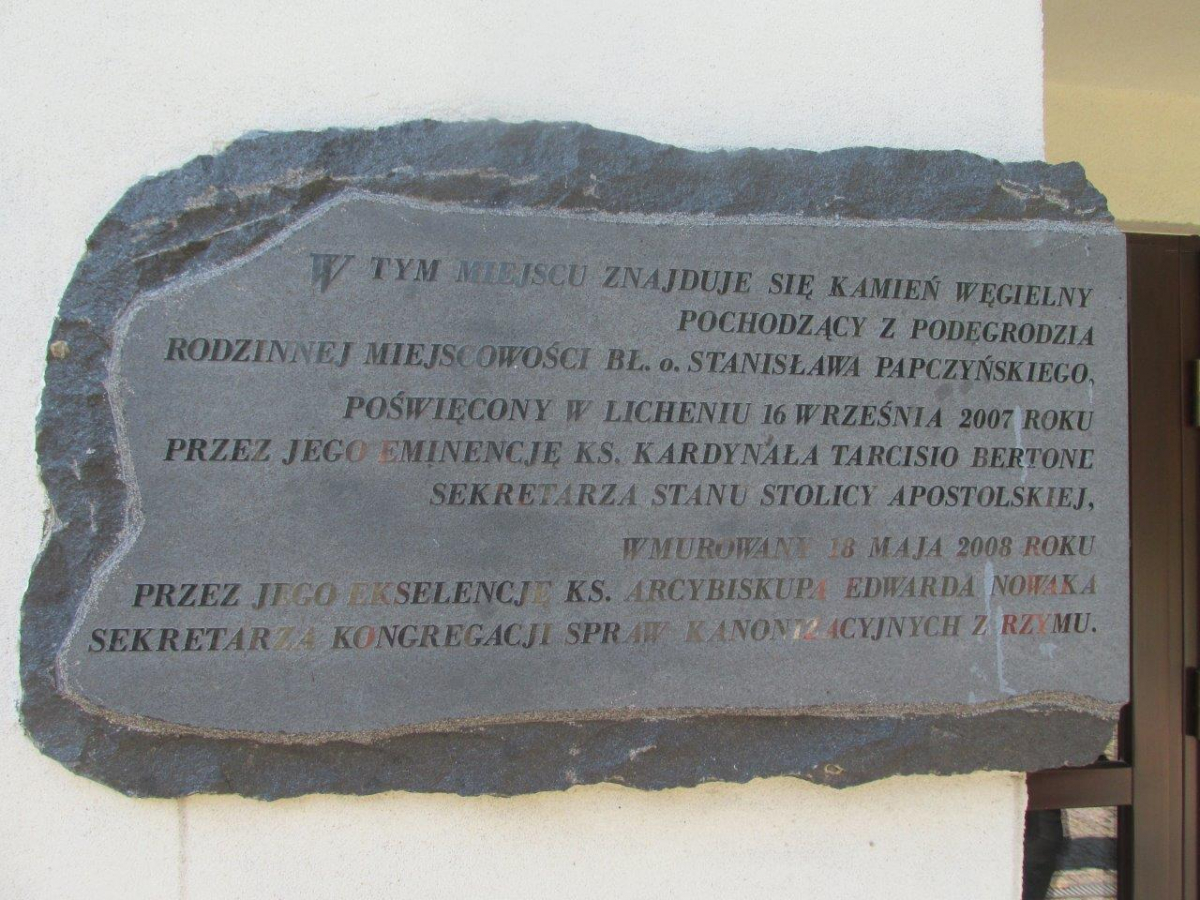 W TYM MIEJSCU ZNAJDUJE SIĘ KAMIEŃ WĘGIELNY
POCHODZĄCY Z PODĘGRODZIA
RODZINNEJ MIEJSCOWOŚCI BŁ. o. STANISŁAWA PAPCZYŃSKIEGO,
POŚWIĘCONY W LICHENIU 16 WRZEŚNIA 2007 ROKU
PRZEZ JEGO EMINENCJĘ KS. KARDYNAŁA TARCISIO BERTONE
SEKRETARZA STANU STOLICY APOSTOLSKIEJ,
WMUROWANY 18 MAJA 2008 ROKU
PRZEZ JEGO EKSELENCJĘ KS. ARCYBISKUPA EDWARDA NOWAKA
SEKRETARZA KONGREGACJI SPRAW KANONIZACYJNYCH Z RZYMU.